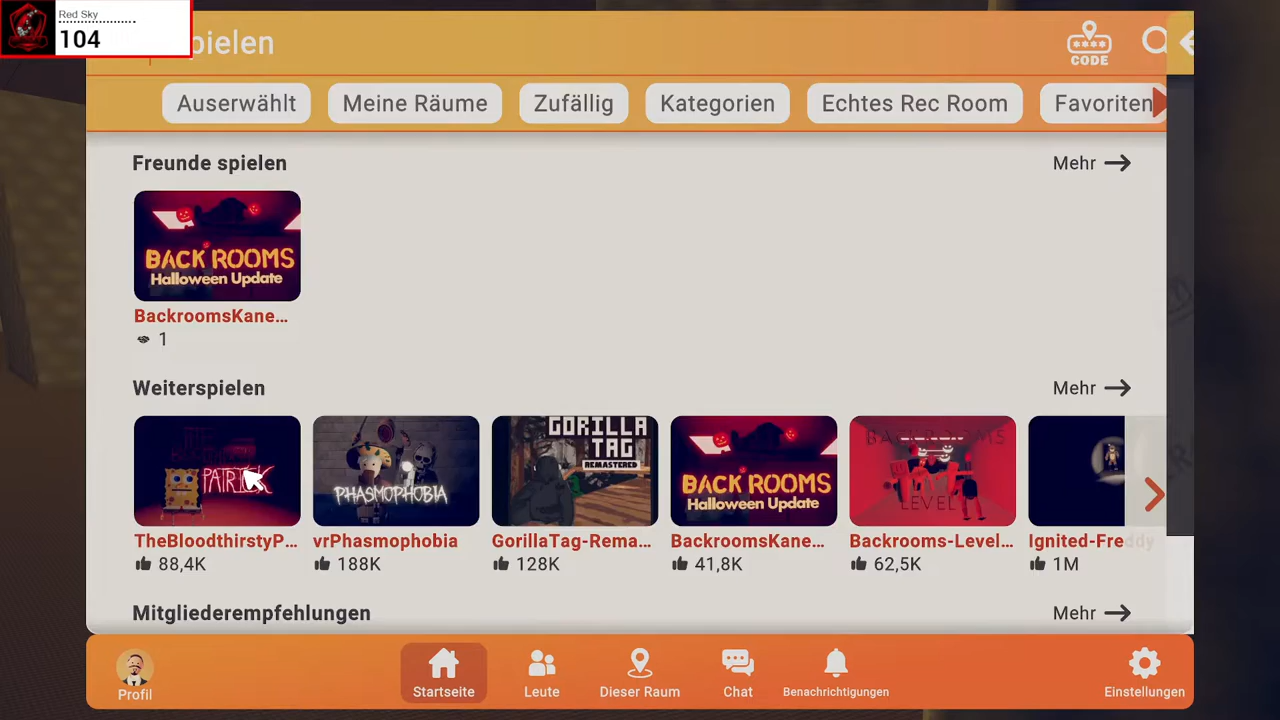 Red Sky
104
pielen
CODE
Auserwählt
Meine Räume
Zufällig
Kategorien
Echtes Rec Room
Favoriten
Freunde spielen
Mehr
BACK ROOMS
Halloween Update
BackroomsKane...
1
Weiterspielen
Mehr
PATRICK
PHASMOPHOBIA
GORILLA
TAG
REMASTERED
BACK ROOMS
Halloween Update
BACKROOMS
LEVEL
TheBloodthirstyP...
vrPhasmophobia
GorillaTag-Rema...
BackroomsKane...
Backrooms-Level...
Ignited-Freddy
88,4K
188K
128K
41,8K
62,5K
1M
Mitgliederempfehlungen
Mehr
Profil
Startseite
Leute
Dieser Raum
Chat
Benachrichtigungen
Einstellungen